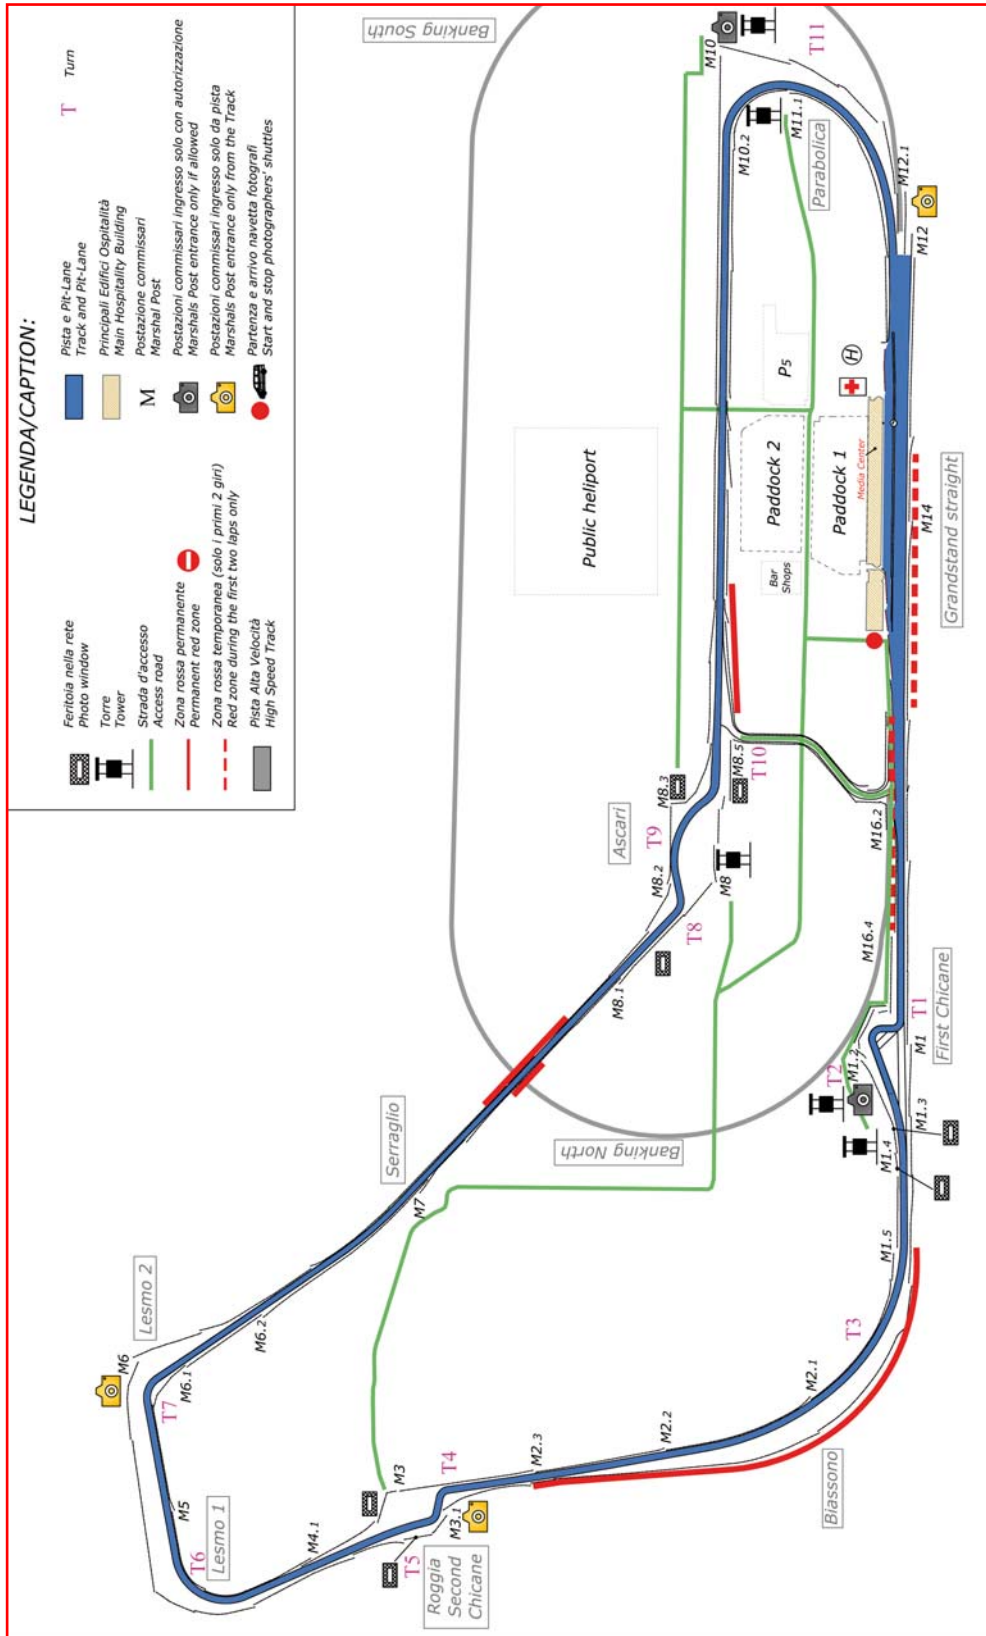 LEGENDA/CAPTION:
Feritoia nella rete
Photo window
Torre
Tower
Strada d'accesso
Access road
Zona rossa permanente
Permanent red zone
Zona rossa temporanea (solo i primi 2 giri)
Red zone during the first two laps only
Pista Alta Velocità
High Speed Track
Pista e Pit-Lane
Track and Pit-Lane
Principali Edifici Ospitalità
Main Hospitality Building
M
Postazione commissari
Marshal Post
Postazioni commissari ingresso solo con autorizzazione
Marshals Post entrance only if allowed
Postazioni commissari ingresso solo da pista
Marshals Post entrance only from the Track
Partenza e arrivo navetta fotografi
Start and stop photographers' shuttles
T
Turn
Lesmo 2
M6
T7
M6.1
M6.2
M5
T6
Lesmo 1
M4.1
M3
T5
M3.1
T4
Roggia
Second
Chicane
M2.3
M2.2
M2.1
Biassono
T3
M1.5
M1.4
M1.3
M1.2
T2
M1
T1
First Chicane
M16.4
M16.2
Serraglio
M7
Banking North
M8.1
T8
M8.2
M8
T9
Ascari
M8.3
M8.5
T10
Public heliport
Paddock 2
Paddock 1
Bar
Shops
P5
Media Center
H
M14
Grandstand straight
M12
M12.1
Parabolica
M11.1
M10.2
M10
T11
Banking South